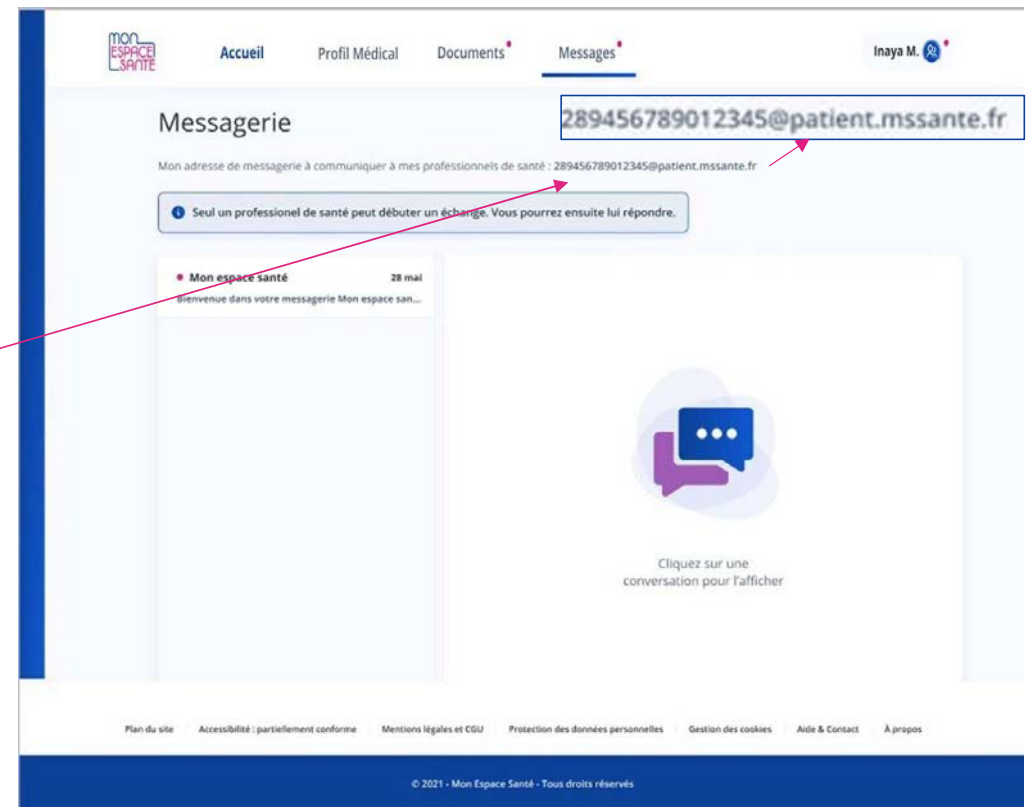 mon
ESPACE
SANTÉ
Accueil
Profil Médical
Documents
Messages
Inaya M.
Messagerie
289456789012345@patient.mssante.fr
Mon adresse de messagerie à communiquer à mes professionnels de santé : 289456789012345@patient.mssante.fr
Seul un professionel de santé peut débuter un échange. Vous pourrez ensuite lui répondre.
Mon espace santé
28 mai
Bienvenue dans votre messagerie Mon espace san...
Cliquez sur une
conversation pour l'afficher
Plan du site
Accessibilité : partiellement conforme
Mentions légales et CGU
Protection des données personnelles
Gestion des cookies
Aide & Contact
À propos
© 2021 - Mon Espace Santé - Tous droits réservés